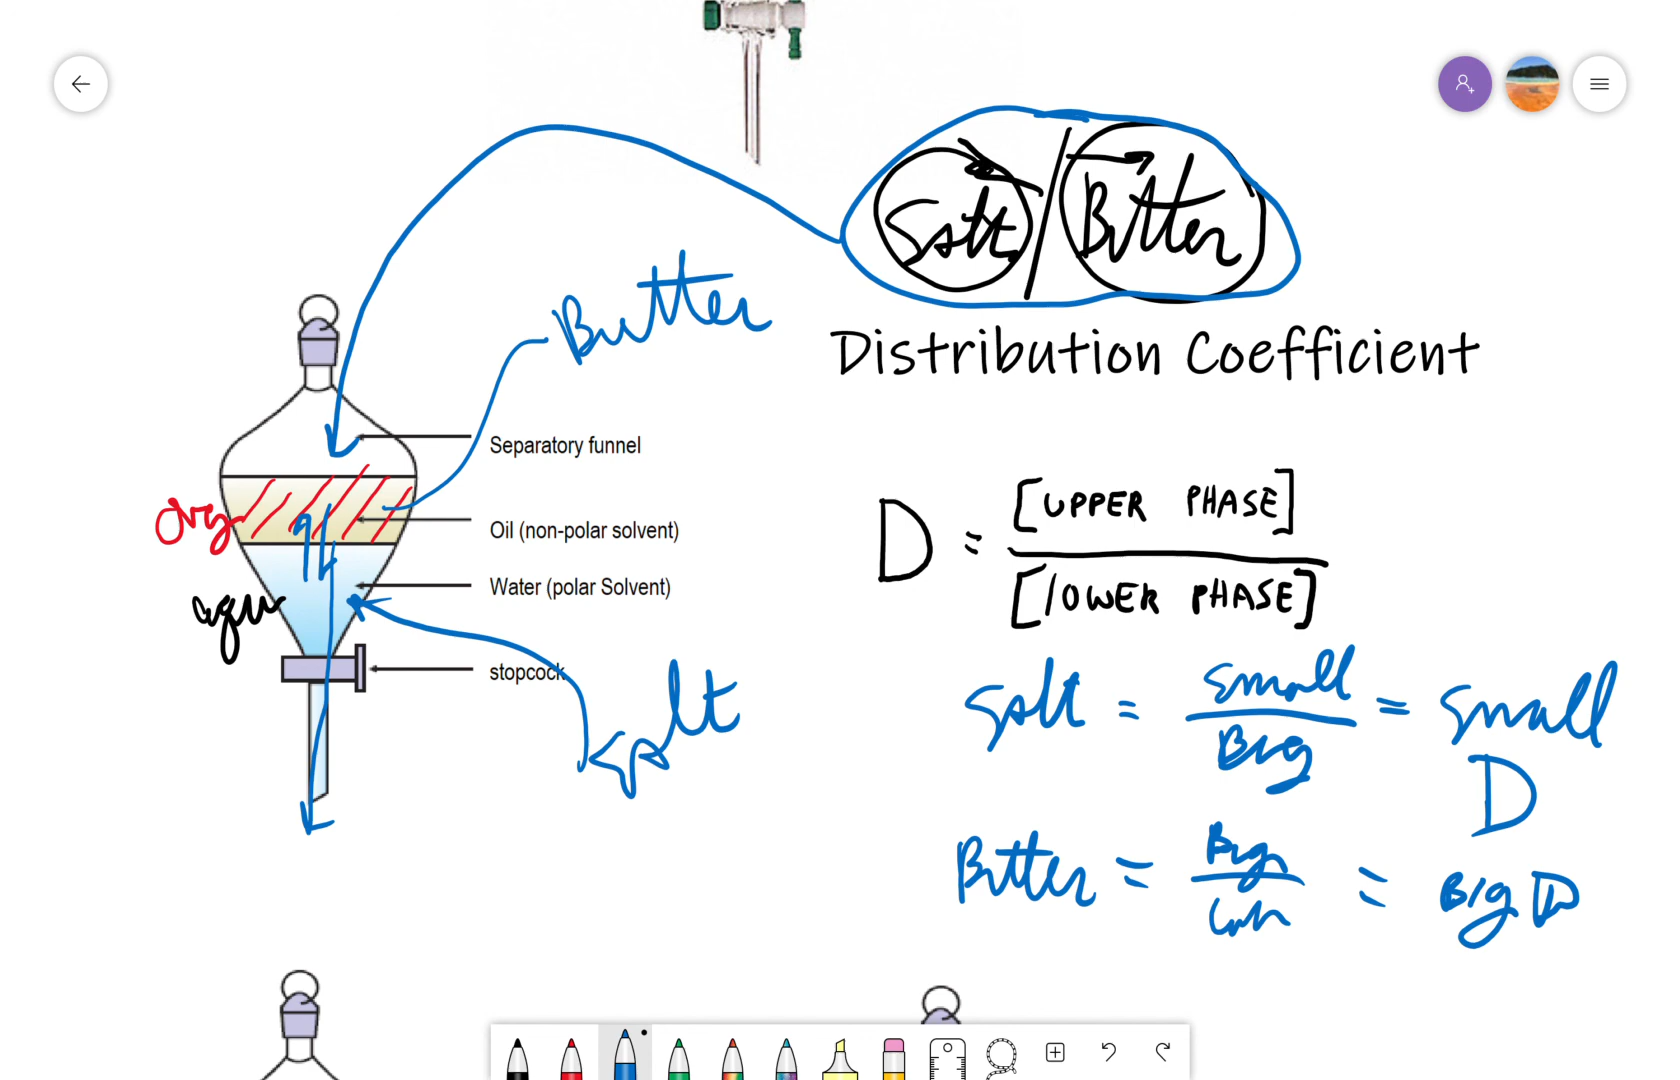 Salt / Butter
Butter
Distribution Coefficient
Separatory funnel
Org
Oil (non-polar solvent)
D = [UPPER PHASE]
[lOWER PHASE]
Water (polar Solvent)
aqu
stopcock
Salt
Salt = Small / Big = Small D
Butter = Big / = Big D